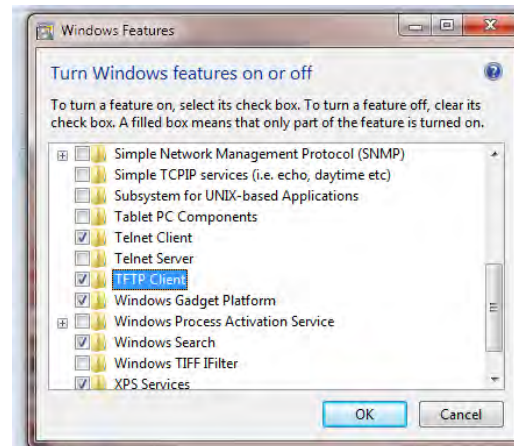 Windows Features
Turn Windows features on or off
To turn a feature on, select its check box. To turn a feature off, clear its
check box. A filled box means that only part of the feature is turned on.
Simple Network Management Protocol (SNMP)
Simple TCPIP services (i.e. echo, daytime etc)
Subsystem for UNIX-based Applications
Tablet PC Components
Telnet Client
Telnet Server
TFTP Client
Windows Gadget Platform
Windows Process Activation Service
Windows Search
Windows TIFF IFilter
XPS Services
OK Cancel